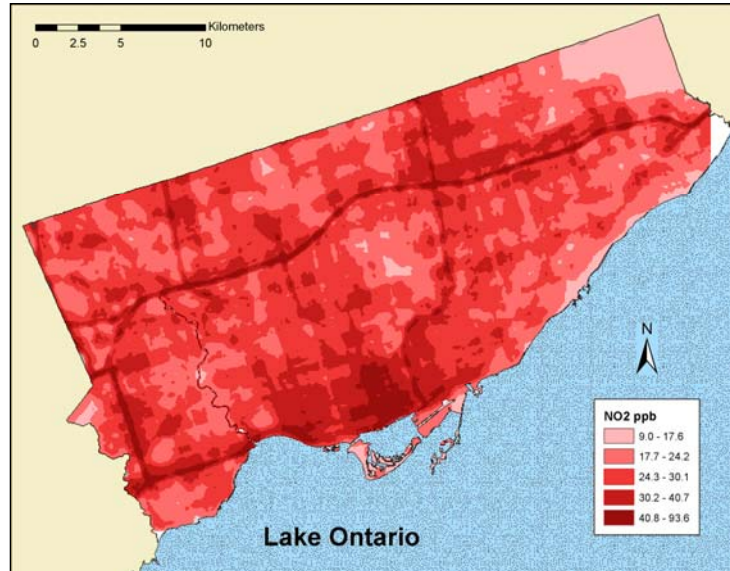 Kilometers
0 2.5 5 10
N
NO2 ppb
9.0 - 17.6
17.7 - 24.2
24.3 - 30.1
30.2 - 40.7
40.8 - 93.6
Lake Ontario